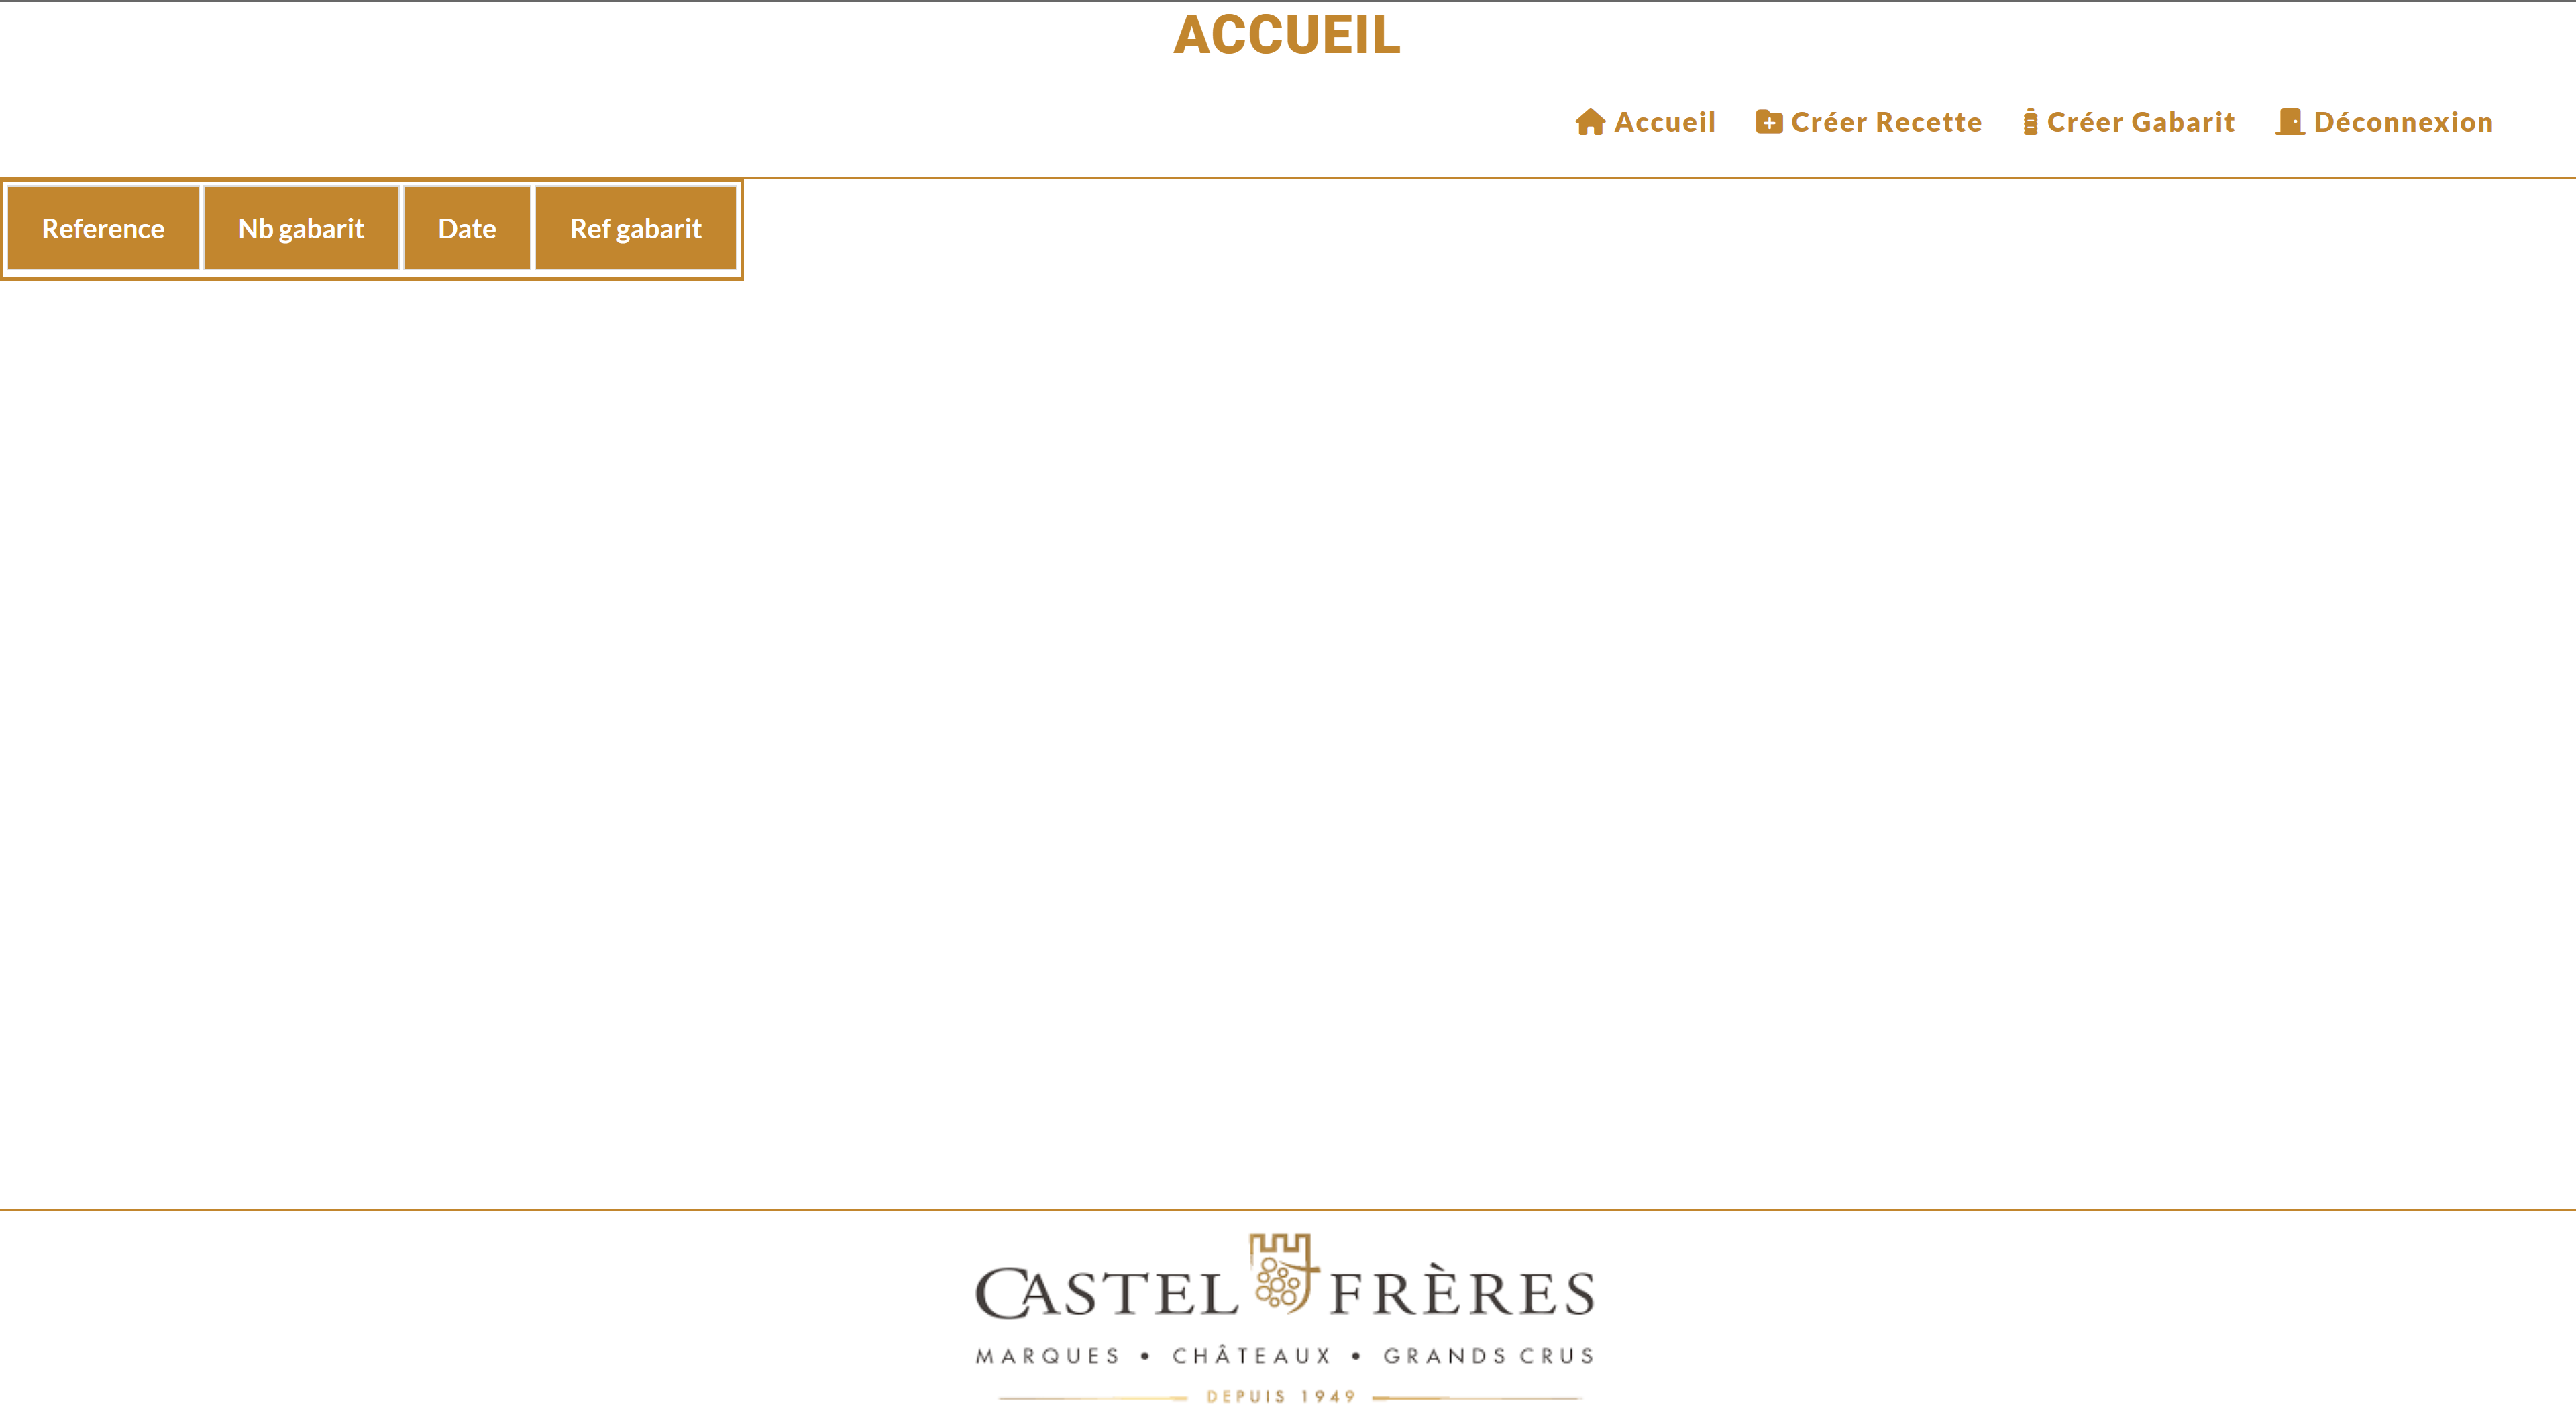 ACCUEIL
Accueil Créer Recette Créer Gabarit Déconnexion
Reference Nb gabarit Date Ref gabarit
CASTEL FRÈRES
MARQUES • CHÂTEAUX • GRANDS CRUS
DEPUIS 1949